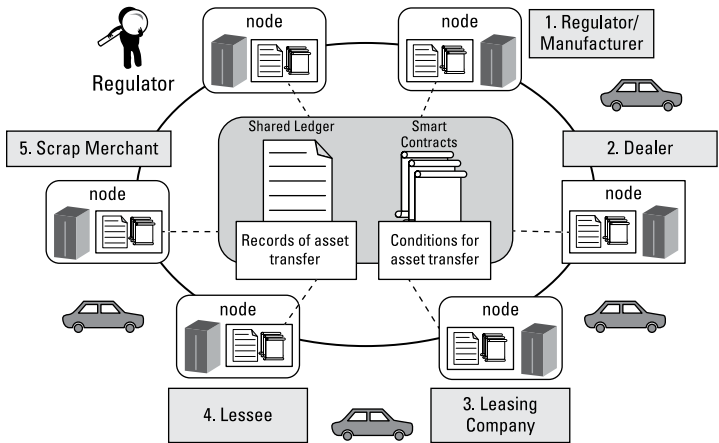 node
node
1. Regulator/
Manufacturer
Regulator
Shared Ledger
Smart
Contracts
5. Scrap Merchant
2. Dealer
node
node
Records of asset
transfer
Conditions for
asset transfer
node
node
4. Lessee
3. Leasing
Company